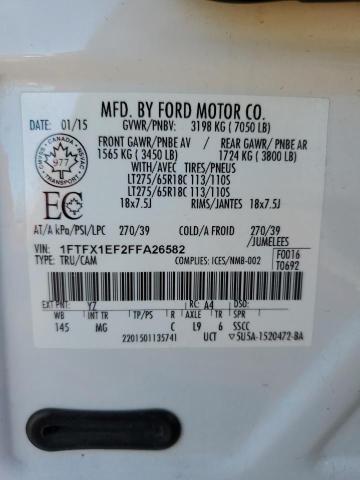 MFD. BY FORD MOTOR CO.
DATE: 01/15 GVWR/PNBV: 3198 KG ( 7050 LB)
FRONT GAWR/PNBE AV / REAR GAWR/ PNBE AR
1565 KG ( 3450 LB) 1724 KG ( 3800 LB)
WITH/AVEC TIRES/PNEUS
LT275/65R18C 113/110S
LT275/65R18C 113/110S
18x7.5J RIMS/JANTES 18x7.5J
CANADA
977
EC
AT/A kPa/PSI/LPC 270/39 COLD/A FROID 270/39
/JUMELEES
VIN: 1FTFX1EF2FFA26582
TYPE: TRU/CAM COMPLIES: ICES/NMB-002
F0016
T0692
EXT PNT: YZ RC: A4 DSO:
WB INT TR TP/PS R AXLE TR SPR
145 MG C L9 6 SSCC
2201501135741 UCT 5U5A-1520472-BA